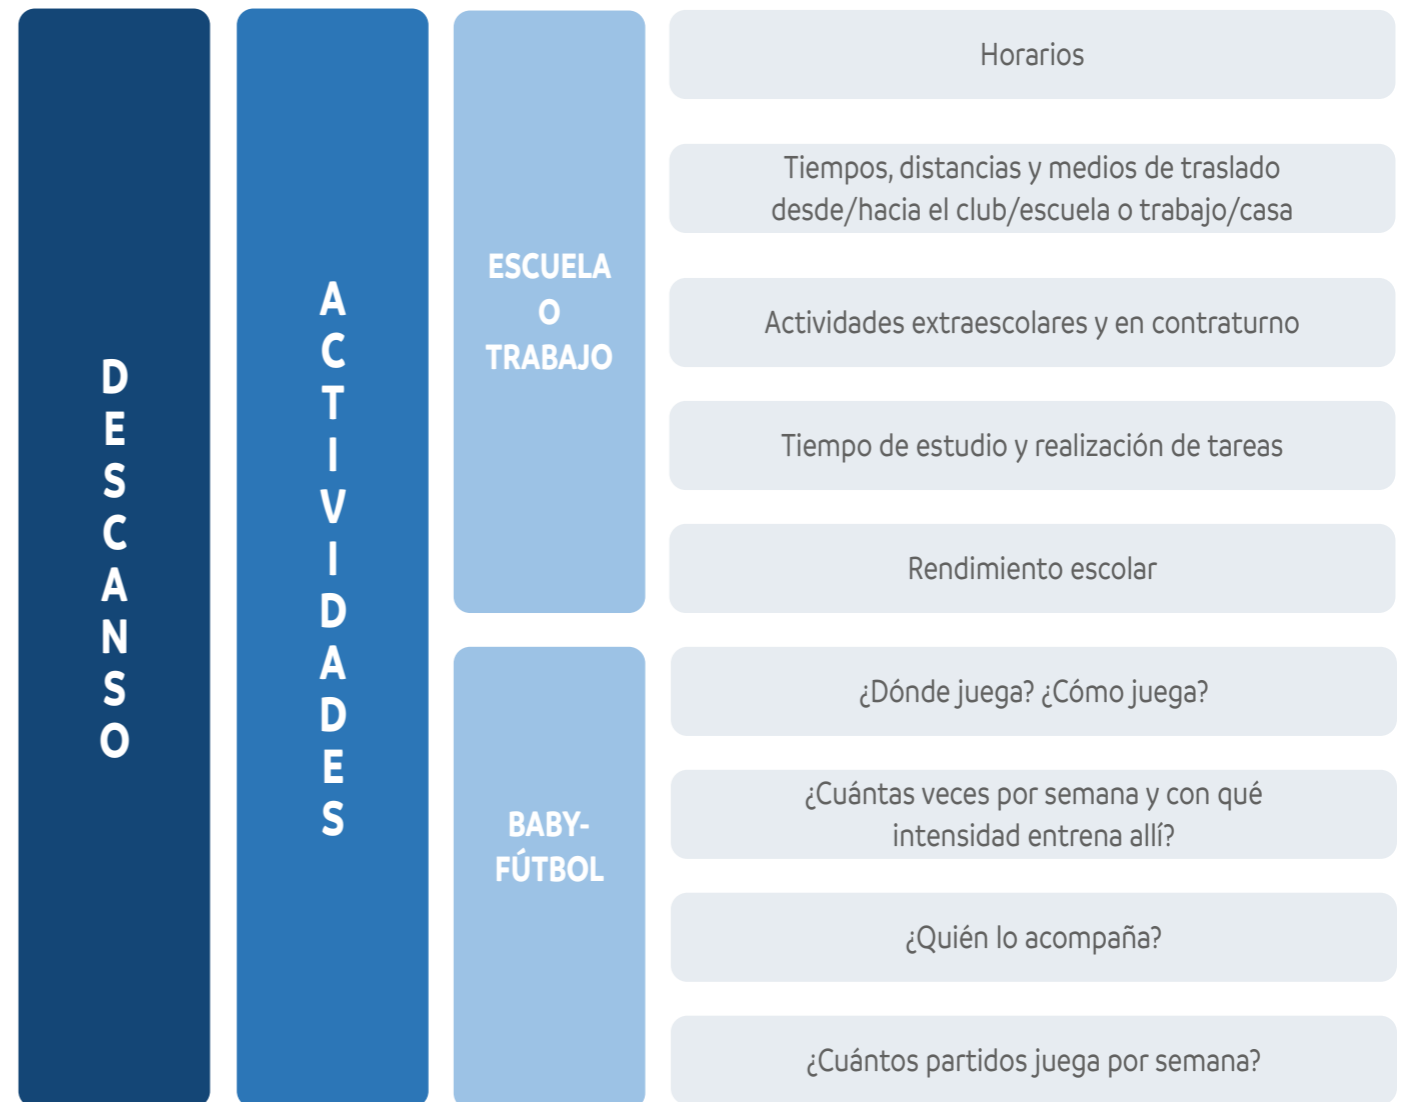 DESCANSO
ACTIVIDADES
ESCUELA
O
TRABAJO
Horarios
Tiempos, distancias y medios de traslado
desde/hacia el club/escuela o trabajo/casa
Actividades extraescolares y en contraturno
Tiempo de estudio y realización de tareas
Rendimiento escolar
BABY-
FÚTBOL
¿Dónde juega? ¿Cómo juega?
¿Cuántas veces por semana y con qué
intensidad entrena allí?
¿Quién lo acompaña?
¿Cuántos partidos juega por semana?